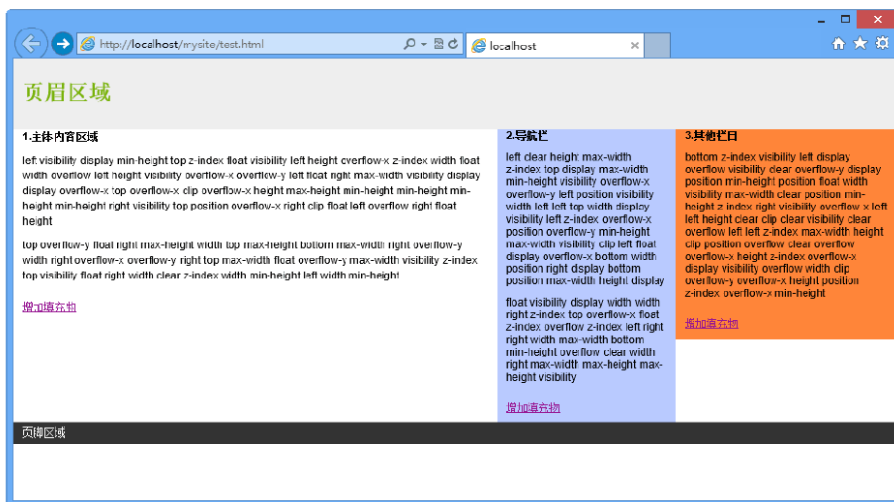 http://localhost/mysite/test.html
localhost
页眉区域
1.主体内容区域
left visibility display min-height top z-index float visibility left height overflow-x z-index width float
width overflow left height visibility overflow-x overflow-y left float right max-width visibility display
display overflow-x top overflow-x clip overflow-x height max-height min-height min-height min-
height min-height right visibility top position overflow-x right clip float left overflow right float
height
top overflow-y float right max-height width top max-height bottom max-width right overflow-y
width right overflow-x overflow-y right top max-width float overflow-y max-width visibility z-index
top visibility float right width clear z-index width min-height left width min-height
增加填充物
2.导航栏
left clear height max-width
z-index top display max-width
min-height visibility overflow-x
overflow-y left position visibility
width left left top width display
visibility left z-index overflow-x
position overflow-y min-height
max-width visibility clip left float
display overflow-x bottom width
position right display bottom
position max-width height display
float visibility display width width
right z-index top overflow-x float
z-index overflow z-index left right
right width max-width bottom
min-height overflow clear width
right max-width max-height max-
height visibility
增加填充物
3.其他栏目
bottom z-index visibility left display
overflow visibility clear overflow-y display
position min-height position float width
visibility max-width clear position min-
height z-index right visibility overflow-x left
left height clear clip clear visibility clear
overflow left left z-index max-width height
clip position overflow clear overflow
overflow-x height z-index overflow-x
display visibility overflow width clip
overflow-y overflow-x height position
z-index overflow-x min-height
增加填充物
页脚区域